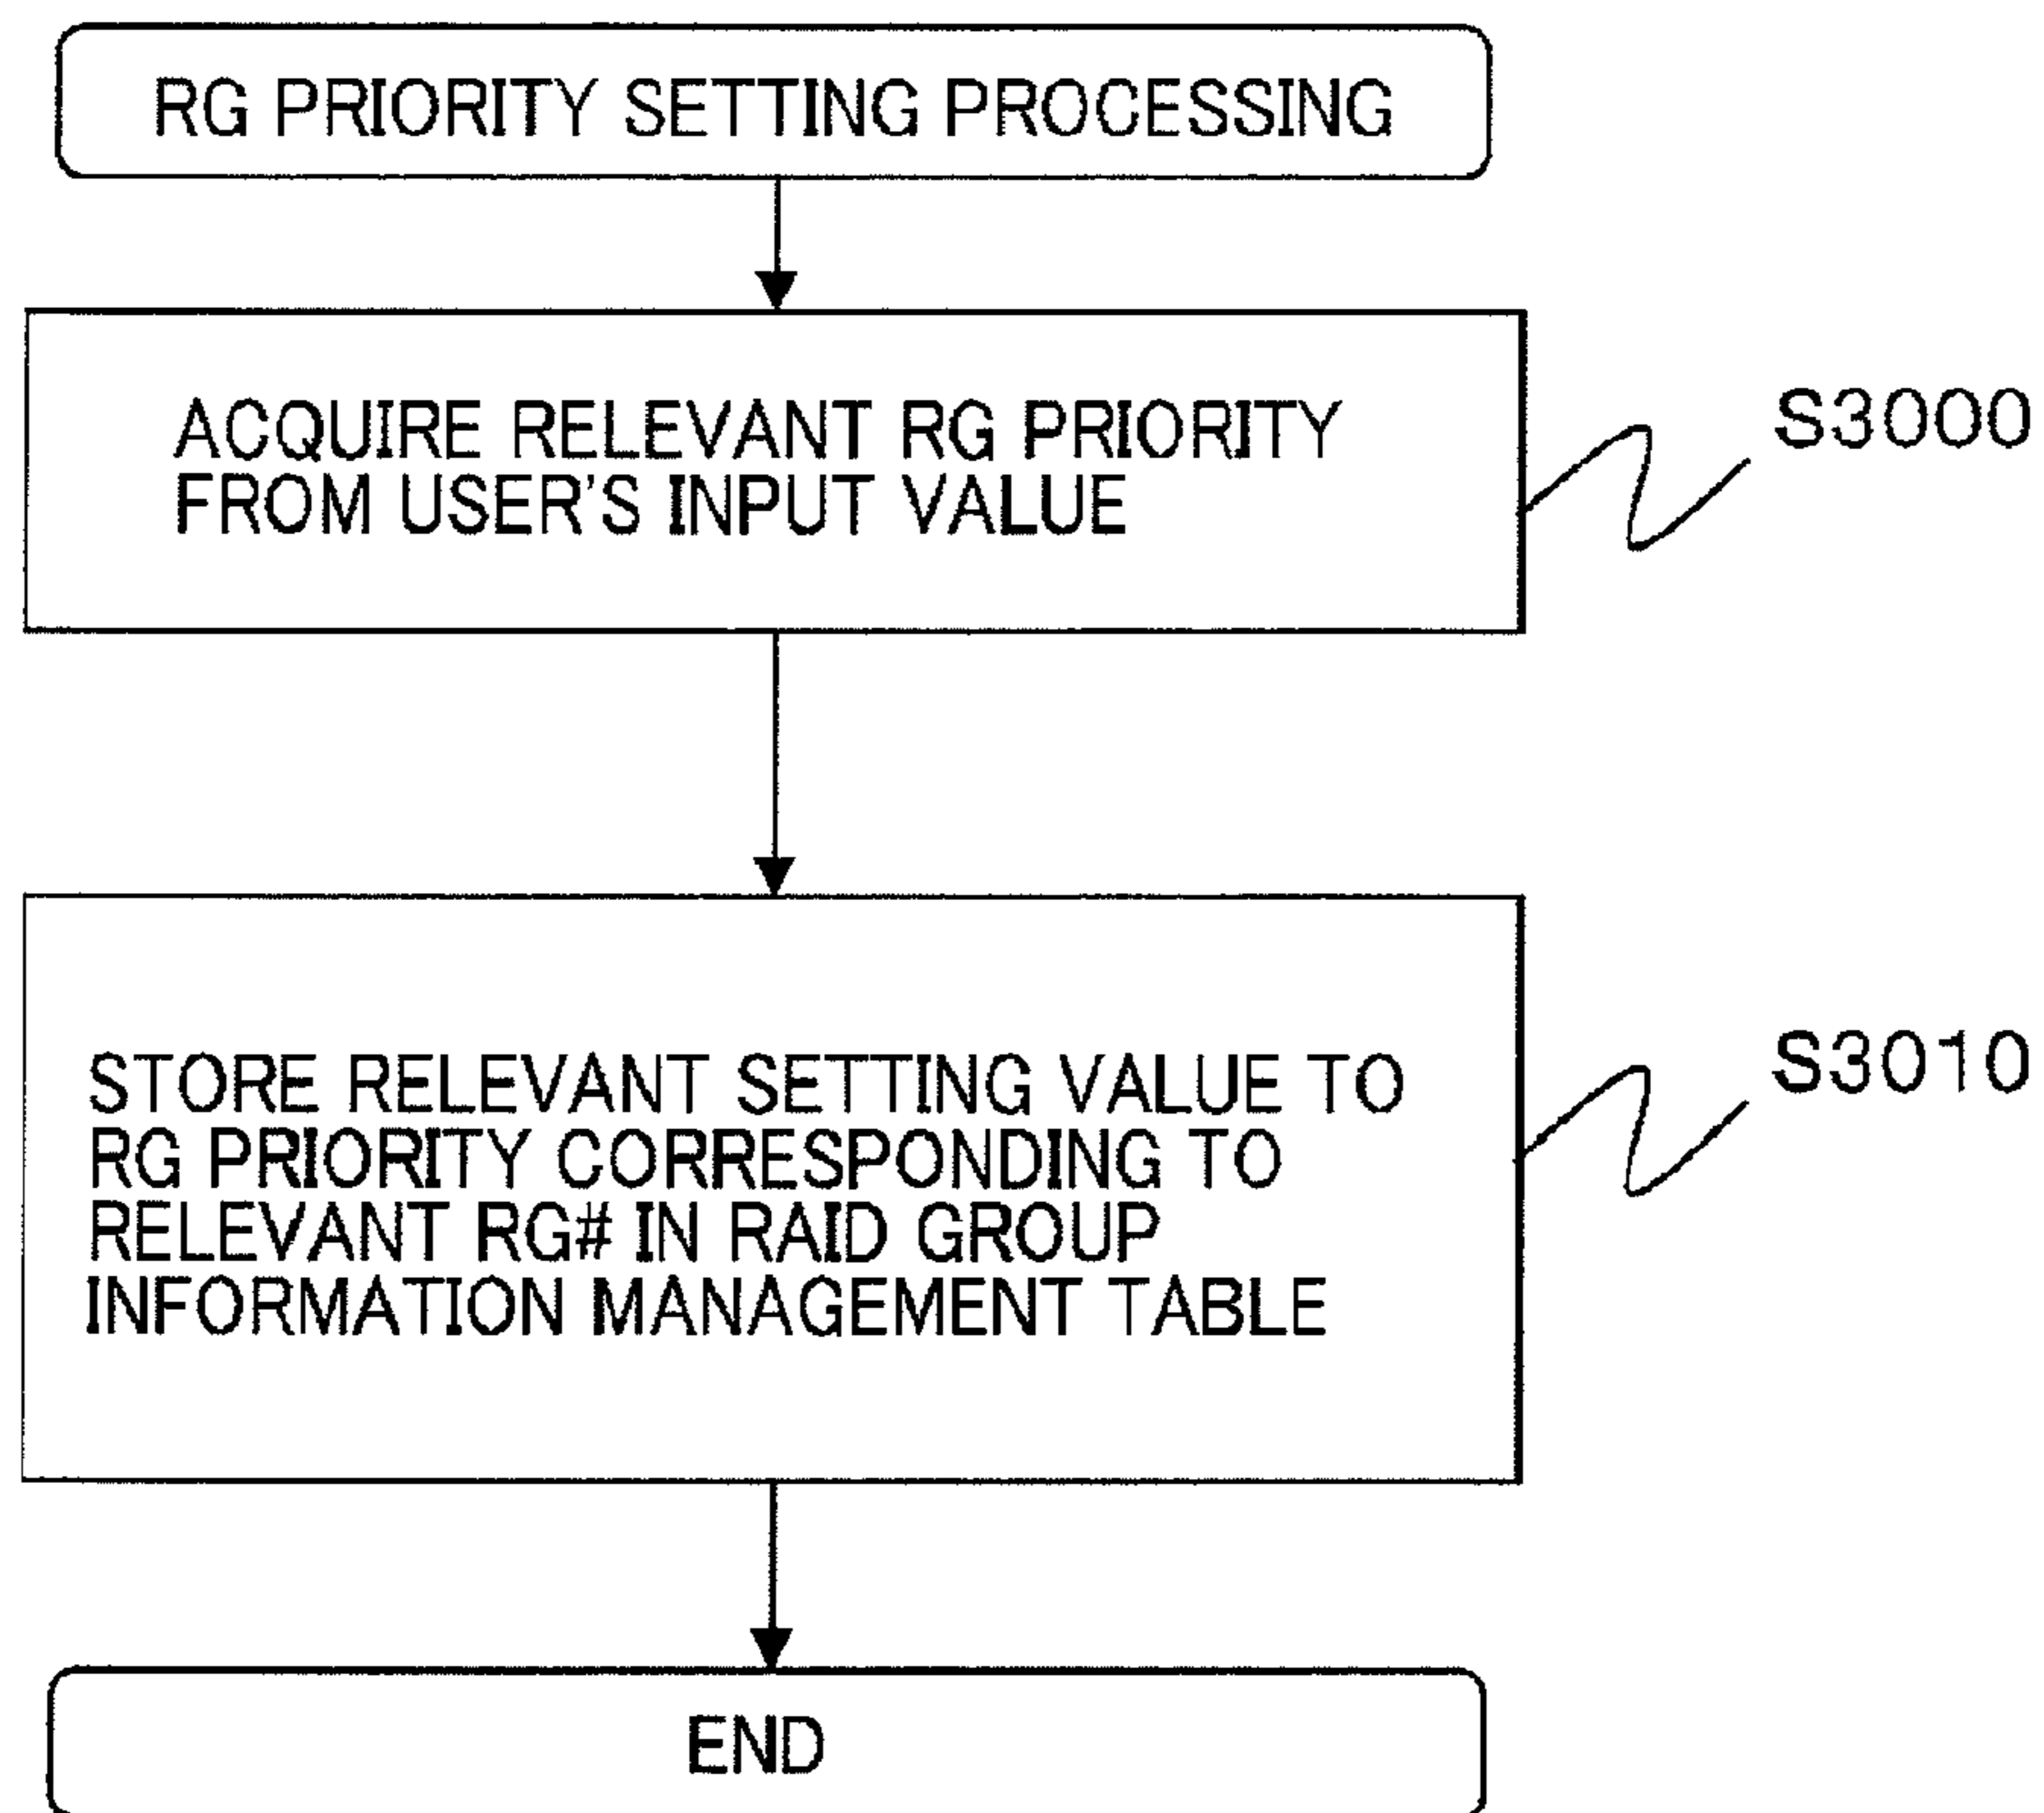 RG PRIORITY SETTING PROCESSING
ACQUIRE RELEVANT RG PRIORITY
FROM USER'S INPUT VALUE
S3000
STORE RELEVANT SETTING VALUE TO
RG PRIORITY CORRESPONDING TO
RELEVANT RG# IN RAID GROUP
INFORMATION MANAGEMENT TABLE
S3010
END